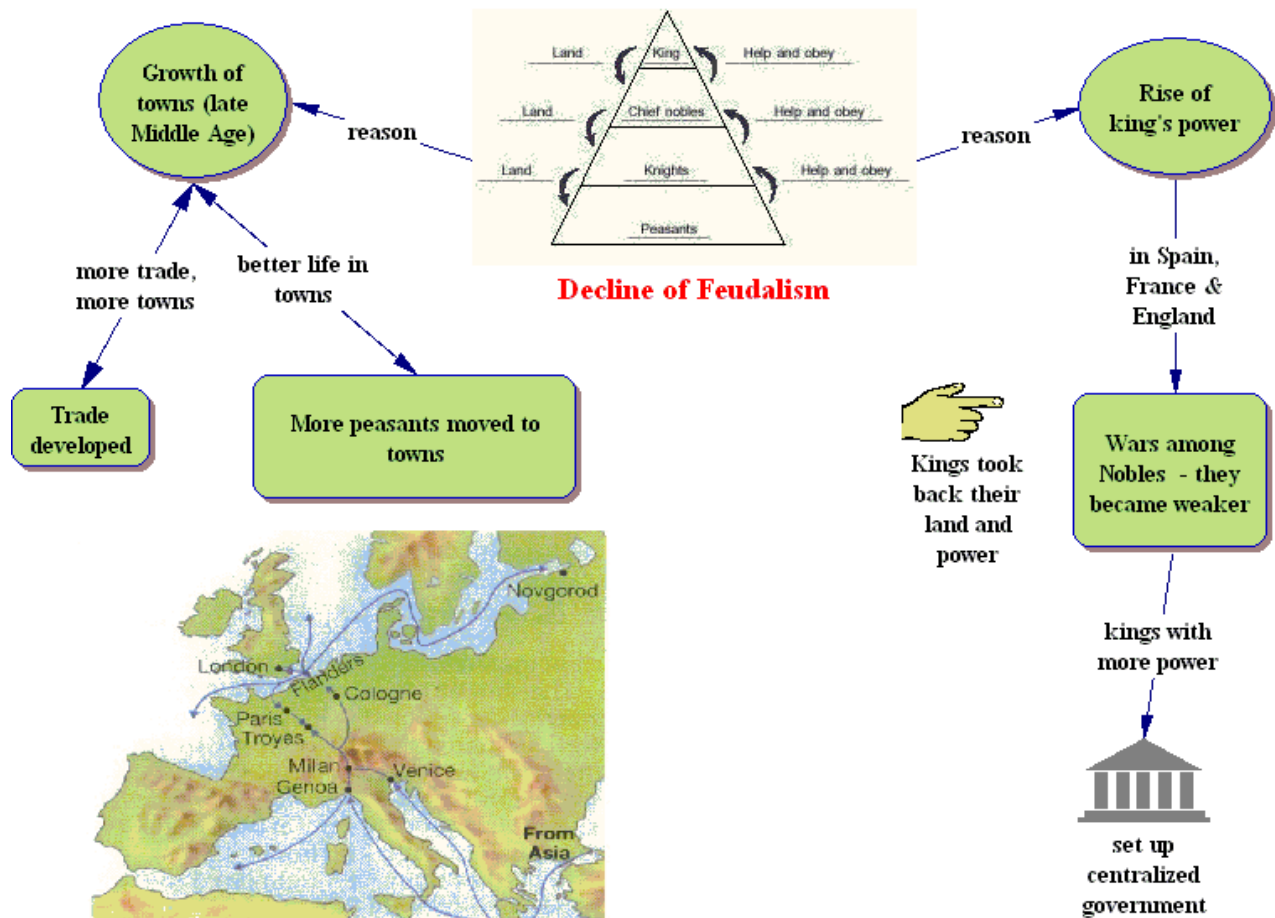 Growth of
towns (late
Middle Age)
reason
Land
King
Help and obey
Land
Chief nobles
Help and obey
Land
Knights
Help and obey
Peasants
Decline of Feudalism
reason
Rise of
king's power
more trade,
more towns
better life in
towns
in Spain,
France &
England
Trade
developed
More peasants moved to
towns
Kings took
back their
land and
power
Wars among
Nobles - they
became weaker
Novgorod
London
Flanders
Cologne
Paris
Troyes
Milan
Venice
Genoa
From
Asia
kings with
more power
set up
centralized
government